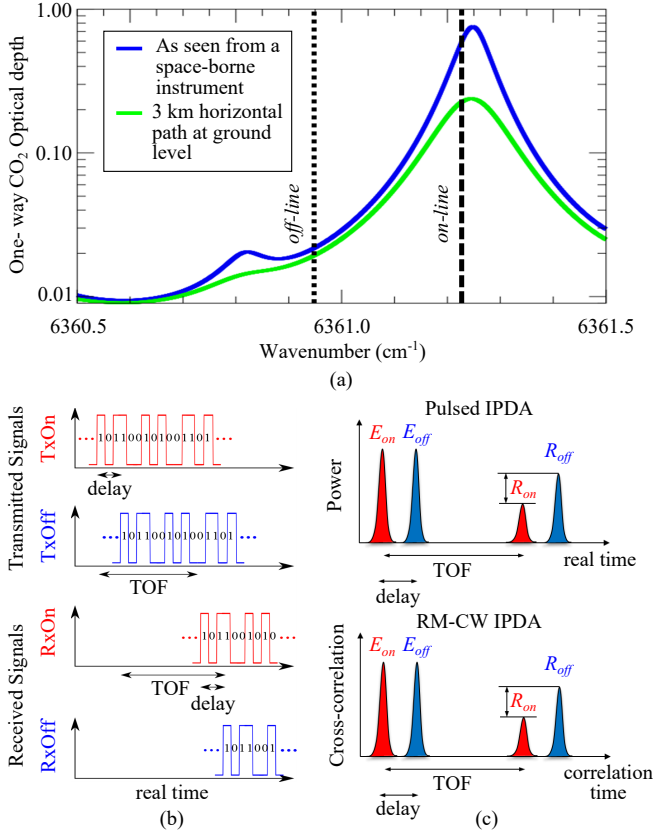 1.00
0.10
0.01
One- way CO2 Optical depth
As seen from a
space-borne
instrument
3 km horizontal
path at ground
level
off-line
on-line
6360.5
6361.0
6361.5
Wavenumber (cm-1)
(a)
Transmitted Signals
TxOn
... 101100101001101 ...
delay
TxOff
... 101100101001101 ...
TOF
Received Signals
RxOn
... 1011001010 ...
TOF
delay
RxOff
... 1011001 ...
real time
(b)
Pulsed IPDA
Power
Eon
Eoff
Ron
Roff
TOF
real time
delay
RM-CW IPDA
Cross-correlation
Eon
Eoff
Ron
Roff
TOF
correlation
time
delay
(c)